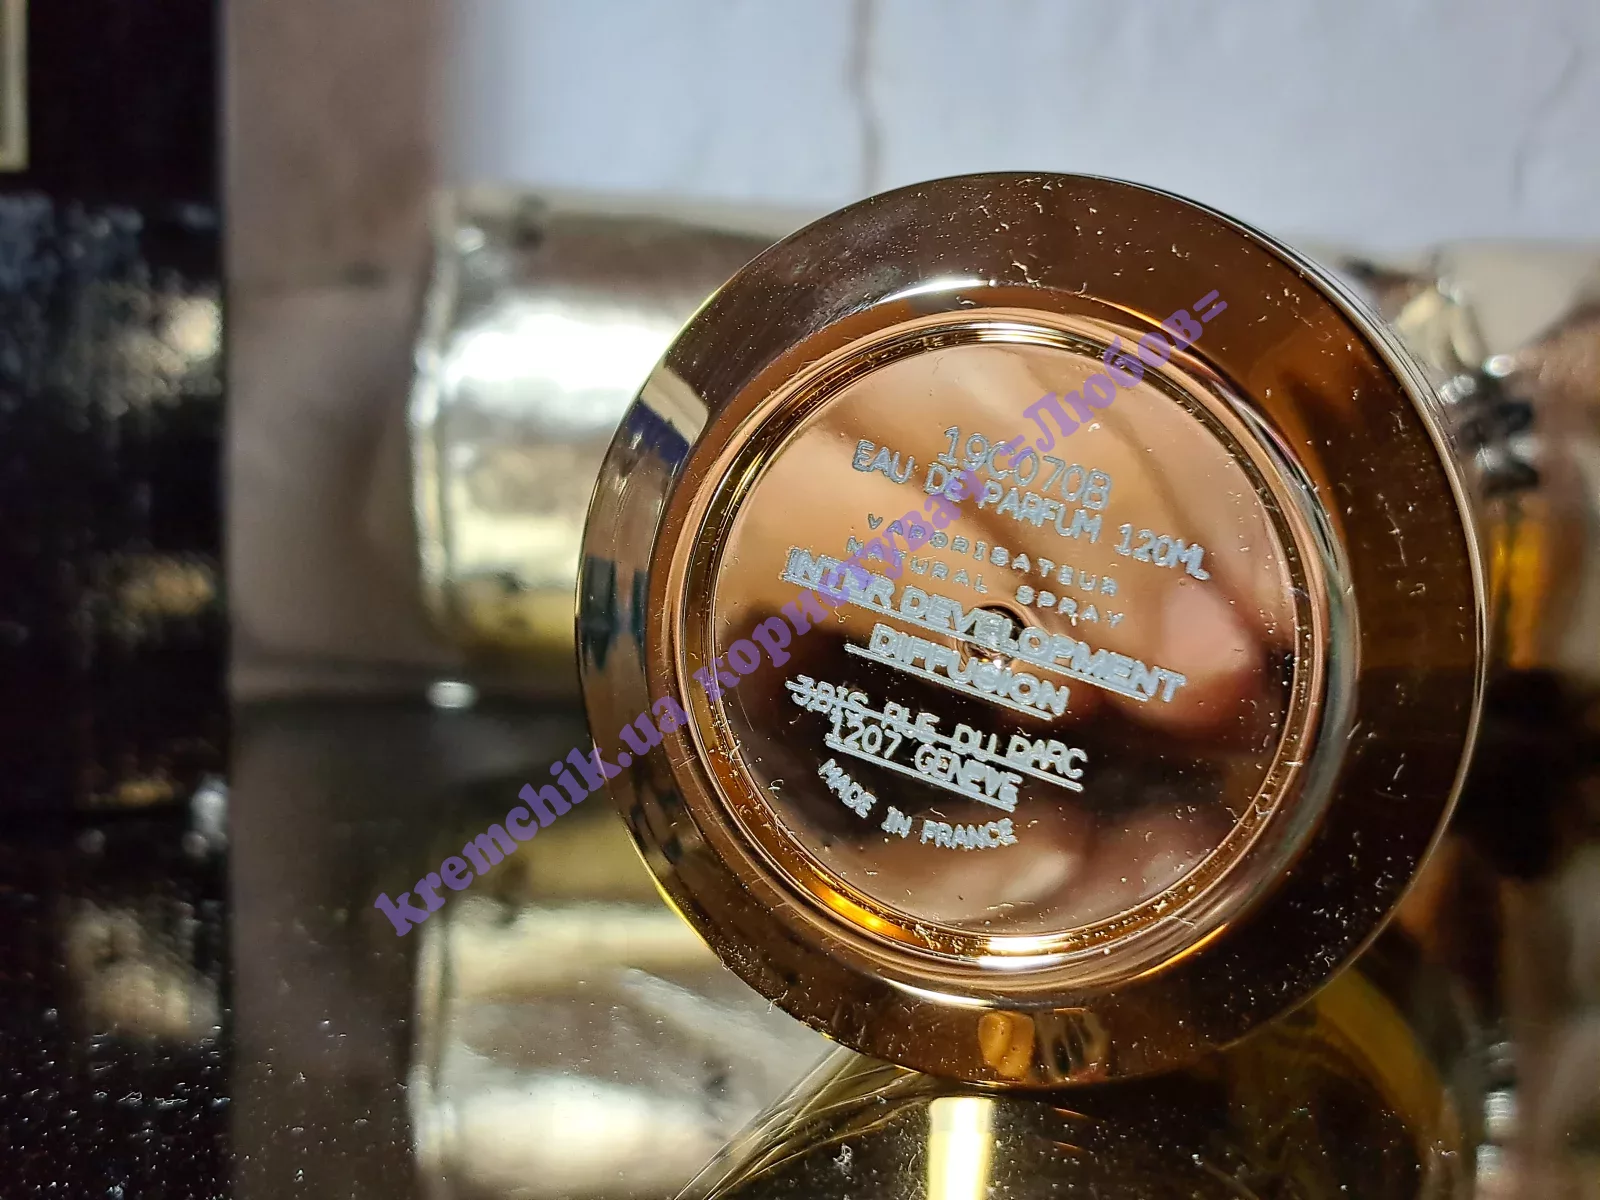 19C070B
EAU DE PARFUM 120ML
VAPORISATEUR
NATURAL SPRAY
INTER DEVELOPMENT
DIFFUSION
3BIS RUE DU PARC
1207 GENEVE
MADE IN FRANCE
kremchik.ua користувач =Любов=